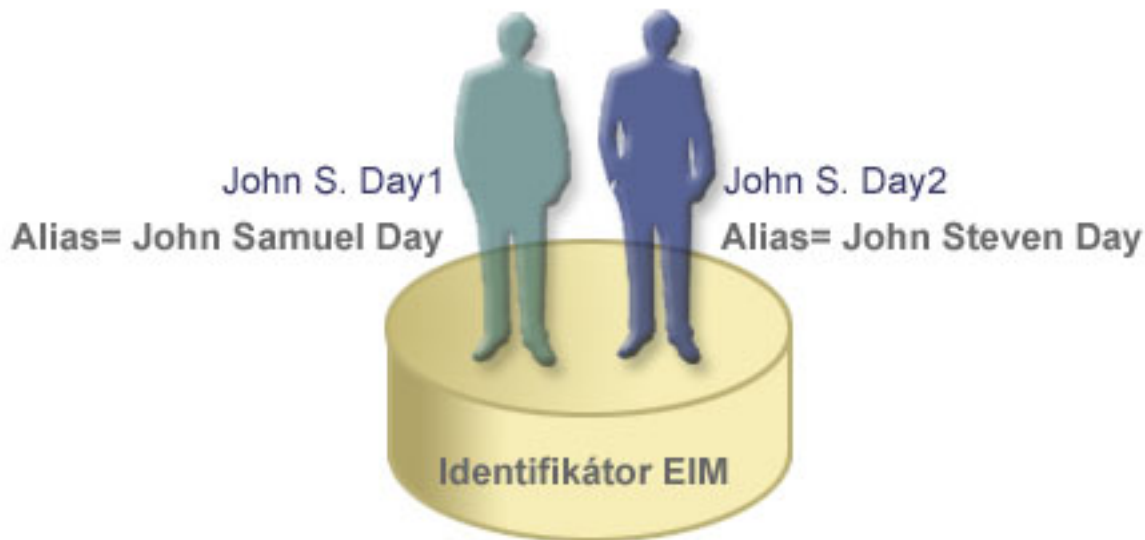 John S. Day1
Alias= John Samuel Day
John S. Day2
Alias= John Steven Day
Identifikátor EIM